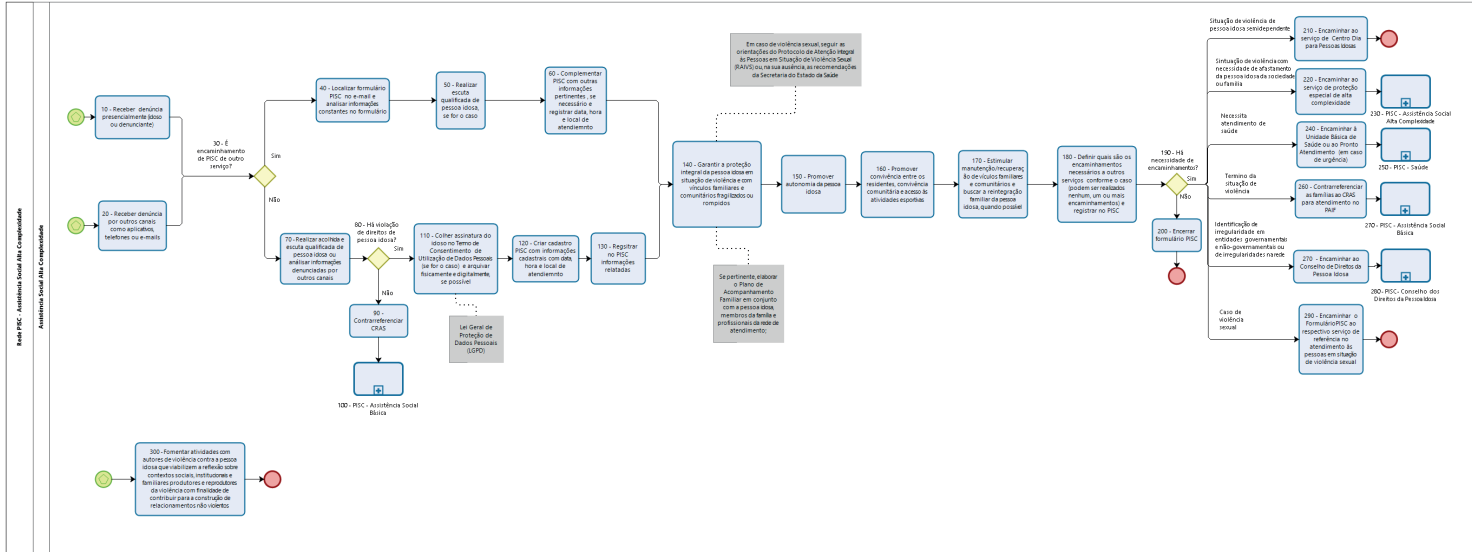 Rede PISC - Assistência Social Alta Complexidade
Assistência Social Alta Complexidade
10 - Receber denúncia
presencialmente (idoso
ou denunciante)
20 - Receber denúncia
por outros canais
como aplicativos,
telefones ou e-mails
30 - É
encaminhamento
de PISC de outro
serviço?
Sim
Não
40 - Localizar formulário
PISC no e-mail e
analisar informações
constantes no formulário
50 - Realizar
escuta
qualificada de
pessoa idosa,
se for o caso
60 - Complementar
PISC com outras
informações
pertinentes , se
necessário e
registrar data, hora
e local de
atendiemnto
70 - Realizar acolhida e
escuta qualificada de
pessoa idosa ou
análisar informações
denunciadas por
outros canais
80 - Há violação
de direitos de
pessoa idosa?
Sim
Não
90 -
Contrarreferenciar
CRAS
100 - PISC - Assistência Social
Básica
110 - Colher assinatura do
idoso no Termo de
Consentimento de
Utilização de Dados Pessoais
(se for o caso) e arquivar
fisicamente e digitalmente,
se possível
Lei Geral de
Proteção de
Dados Pessoais
(LGPD)
120 - Criar cadastro
PISC com informações
cadastrais com data,
hora e local de
atendiemnto
130 - Regsitrar
no PISC
informações
relatadas
Em caso de violência sexual, seguir as
orientações do Protocolo de Atenção Integral
às Pessoas em Situação de Violência Sexual
(RAIVS) ou, na sua ausência, as recomendações
da Secretaria do Estado da Saúde
140 - Garantir a proteção
integral da pessoa idosa em
situação de violência e com
vínculos familiares e
comunitários fragilizados ou
rompidos
Se pertinente, elaborar
o Plano de
Acompanhamento
Familiar em conjunto
com a pessoa idosa,
membros da família e
profissionais da rede de
atendimento;
150 - Promover
autonomia da pessoa
idosa
160 - Promover
convivência entre os
residentes, convivência
comunitária e acesso às
atividades esportivas
170 - Estimular
manutenção/recuperaç
ão de vículos familiares
e comunitários e
buscar a reintegração
familiar da pessoa
idosa, quando possível
180 - Definir quais são os
encaminhamentos
necessários a outros
serviços conforme o caso
(podem ser realizados
nenhum, um ou mais
encaminhamentos) e
registrar no PISC
190 - Há
necessidade de
encaminhamento?
Sim
Não
200 - Encerrar
formulário PISC
Situação de violência de
pessoa idosa semidependente
210 - Encaminhar ao
serviço de Centro Dia
para Pessoas Idosas
Sintuação de violência com
necessidade de afastamento
da pessoa idosa da sociedade
ou família
220 - Encaminhar ao
serviço de proteção
especial de alta
complexidade
230 - PISC - Assistência Social
Alta Complexidade
Necessita
atendimento de
saúde
240 - Encaminhar à
Unidade Básica de
Saúde ou ao Pronto
Atendimento (em caso
de urgência)
250 - PISC - Saúde
Termino da
situação de
violência
260 - Contrarreferenciar
as famílias ao CRAS
para atendimento no
PAIF
270 - PISC - Assistência Social
Básica
Identificação de
irregularidade em
entidades governamentais
e não-governamentais ou
de irregularidades na rede
270 - Encaminhar ao
Conselho de Direitos da
Pessoa Idosa
280 - PISC- Conselho dos
Direitos da Pessoa Idosa
Caso de
violência
sexual
290 - Encaminhar o
Formulário PISC ao
respectivo serviço de
referência no
atendimento às
pessoas em situação
de violência sexual
300 - Fomentar atividades com
autores de violência contra a pessoa
idosa que viabilizem a reflexão sobre
contextos sociais, institucionais e
familiares produtores e reprodutores
da violência com finalidade de
contribuir para a construção de
relacionamentos não violentos